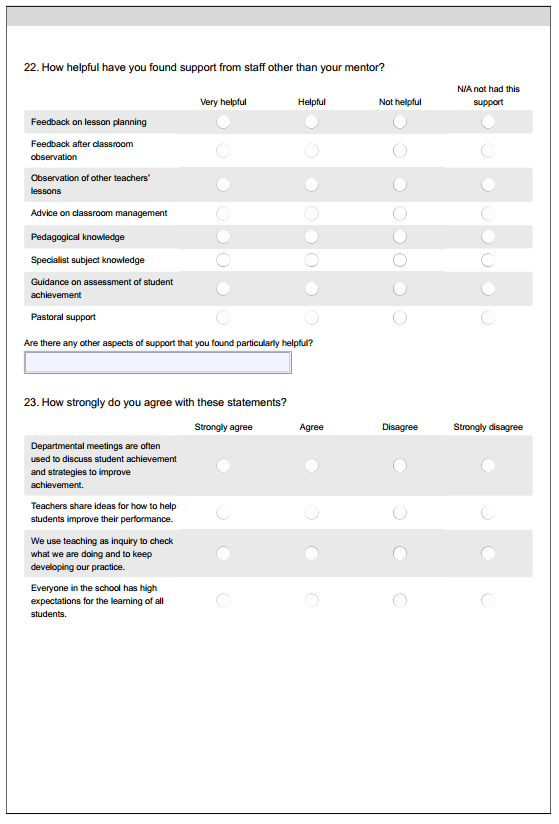 22. How helpful have you found support from staff other than your mentor?
N/A not had this
Very helpful Helpful Not helpful support
Feedback on lesson planning
Feedback after classroom
observation
Observation of other teachers'
lessons
Advice on classroom management
Pedagogical knowledge
Specialist subject knowledge
Guidance on assessment of student
achievement
Pastoral support
Are there any other aspects of support that you found particularly helpful?
23. How strongly do you agree with these statements?
Strongly agree Agree Disagree Strongly disagree
Departmental meetings are often
used to discuss student achievement
and strategies to improve
achievement.
Teachers share ideas for how to help
students improve their performance.
We use teaching as inquiry to check
what we are doing and to keep
developing our practice.
Everyone in the school has high
expectations for the learning of all
students.